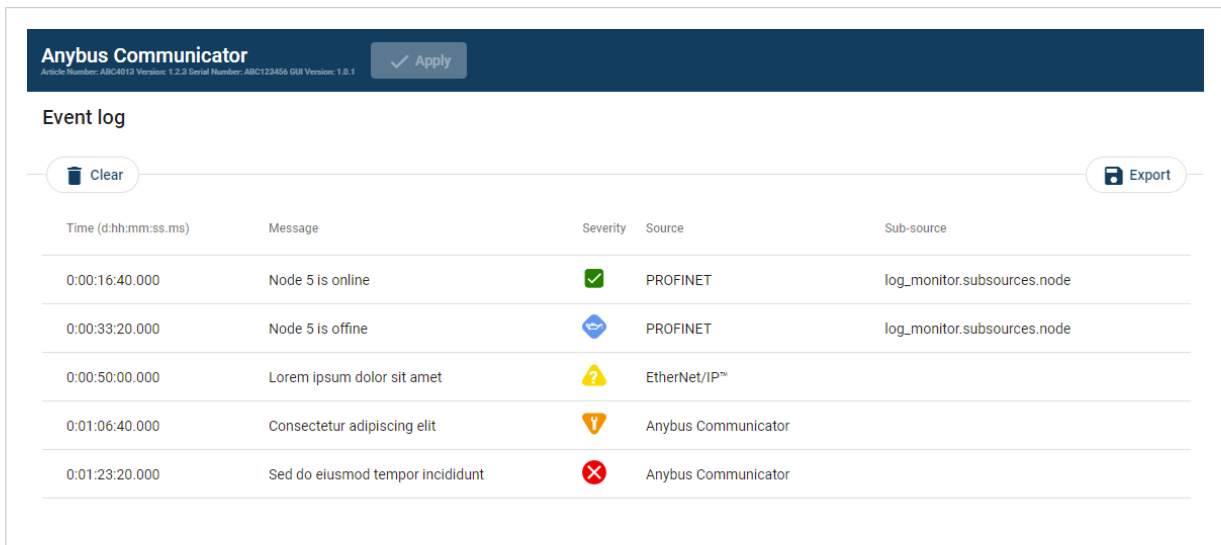 Anybus Communicator
Article Number: ABC4013 Version: 1.2.3 Serial Number: ABC123456 GUI Version: 1.0.1
Apply
Event log
Clear
Export
Time (d:hh:mm:ss.ms) Message Severity Source Sub-source
0:00:16:40.000 Node 5 is online PROFINET log_monitor.subsources.node
0:00:33:20.000 Node 5 is offine PROFINET log_monitor.subsources.node
0:00:50:00.000 Lorem ipsum dolor sit amet EtherNet/IP™
0:01:06:40.000 Consectetur adipiscing elit Anybus Communicator
0:01:23:20.000 Sed do eiusmod tempor incididunt Anybus Communicator